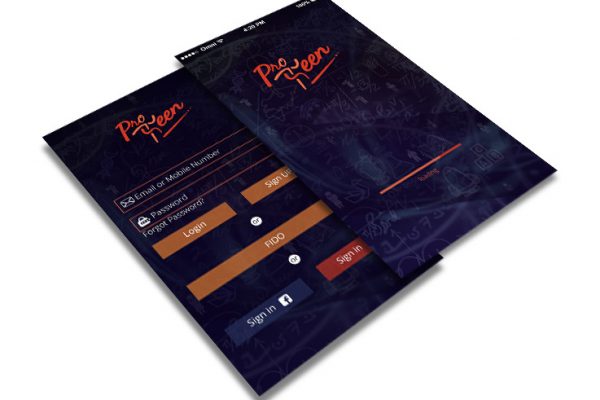 Pro Teen
Email or Mobile Number
Password
Forgot Password?
Login
Sign U
or
FIDO
or
Sign in
Sign in
Omni
4:20 PM
100%
Pro Teen
loading